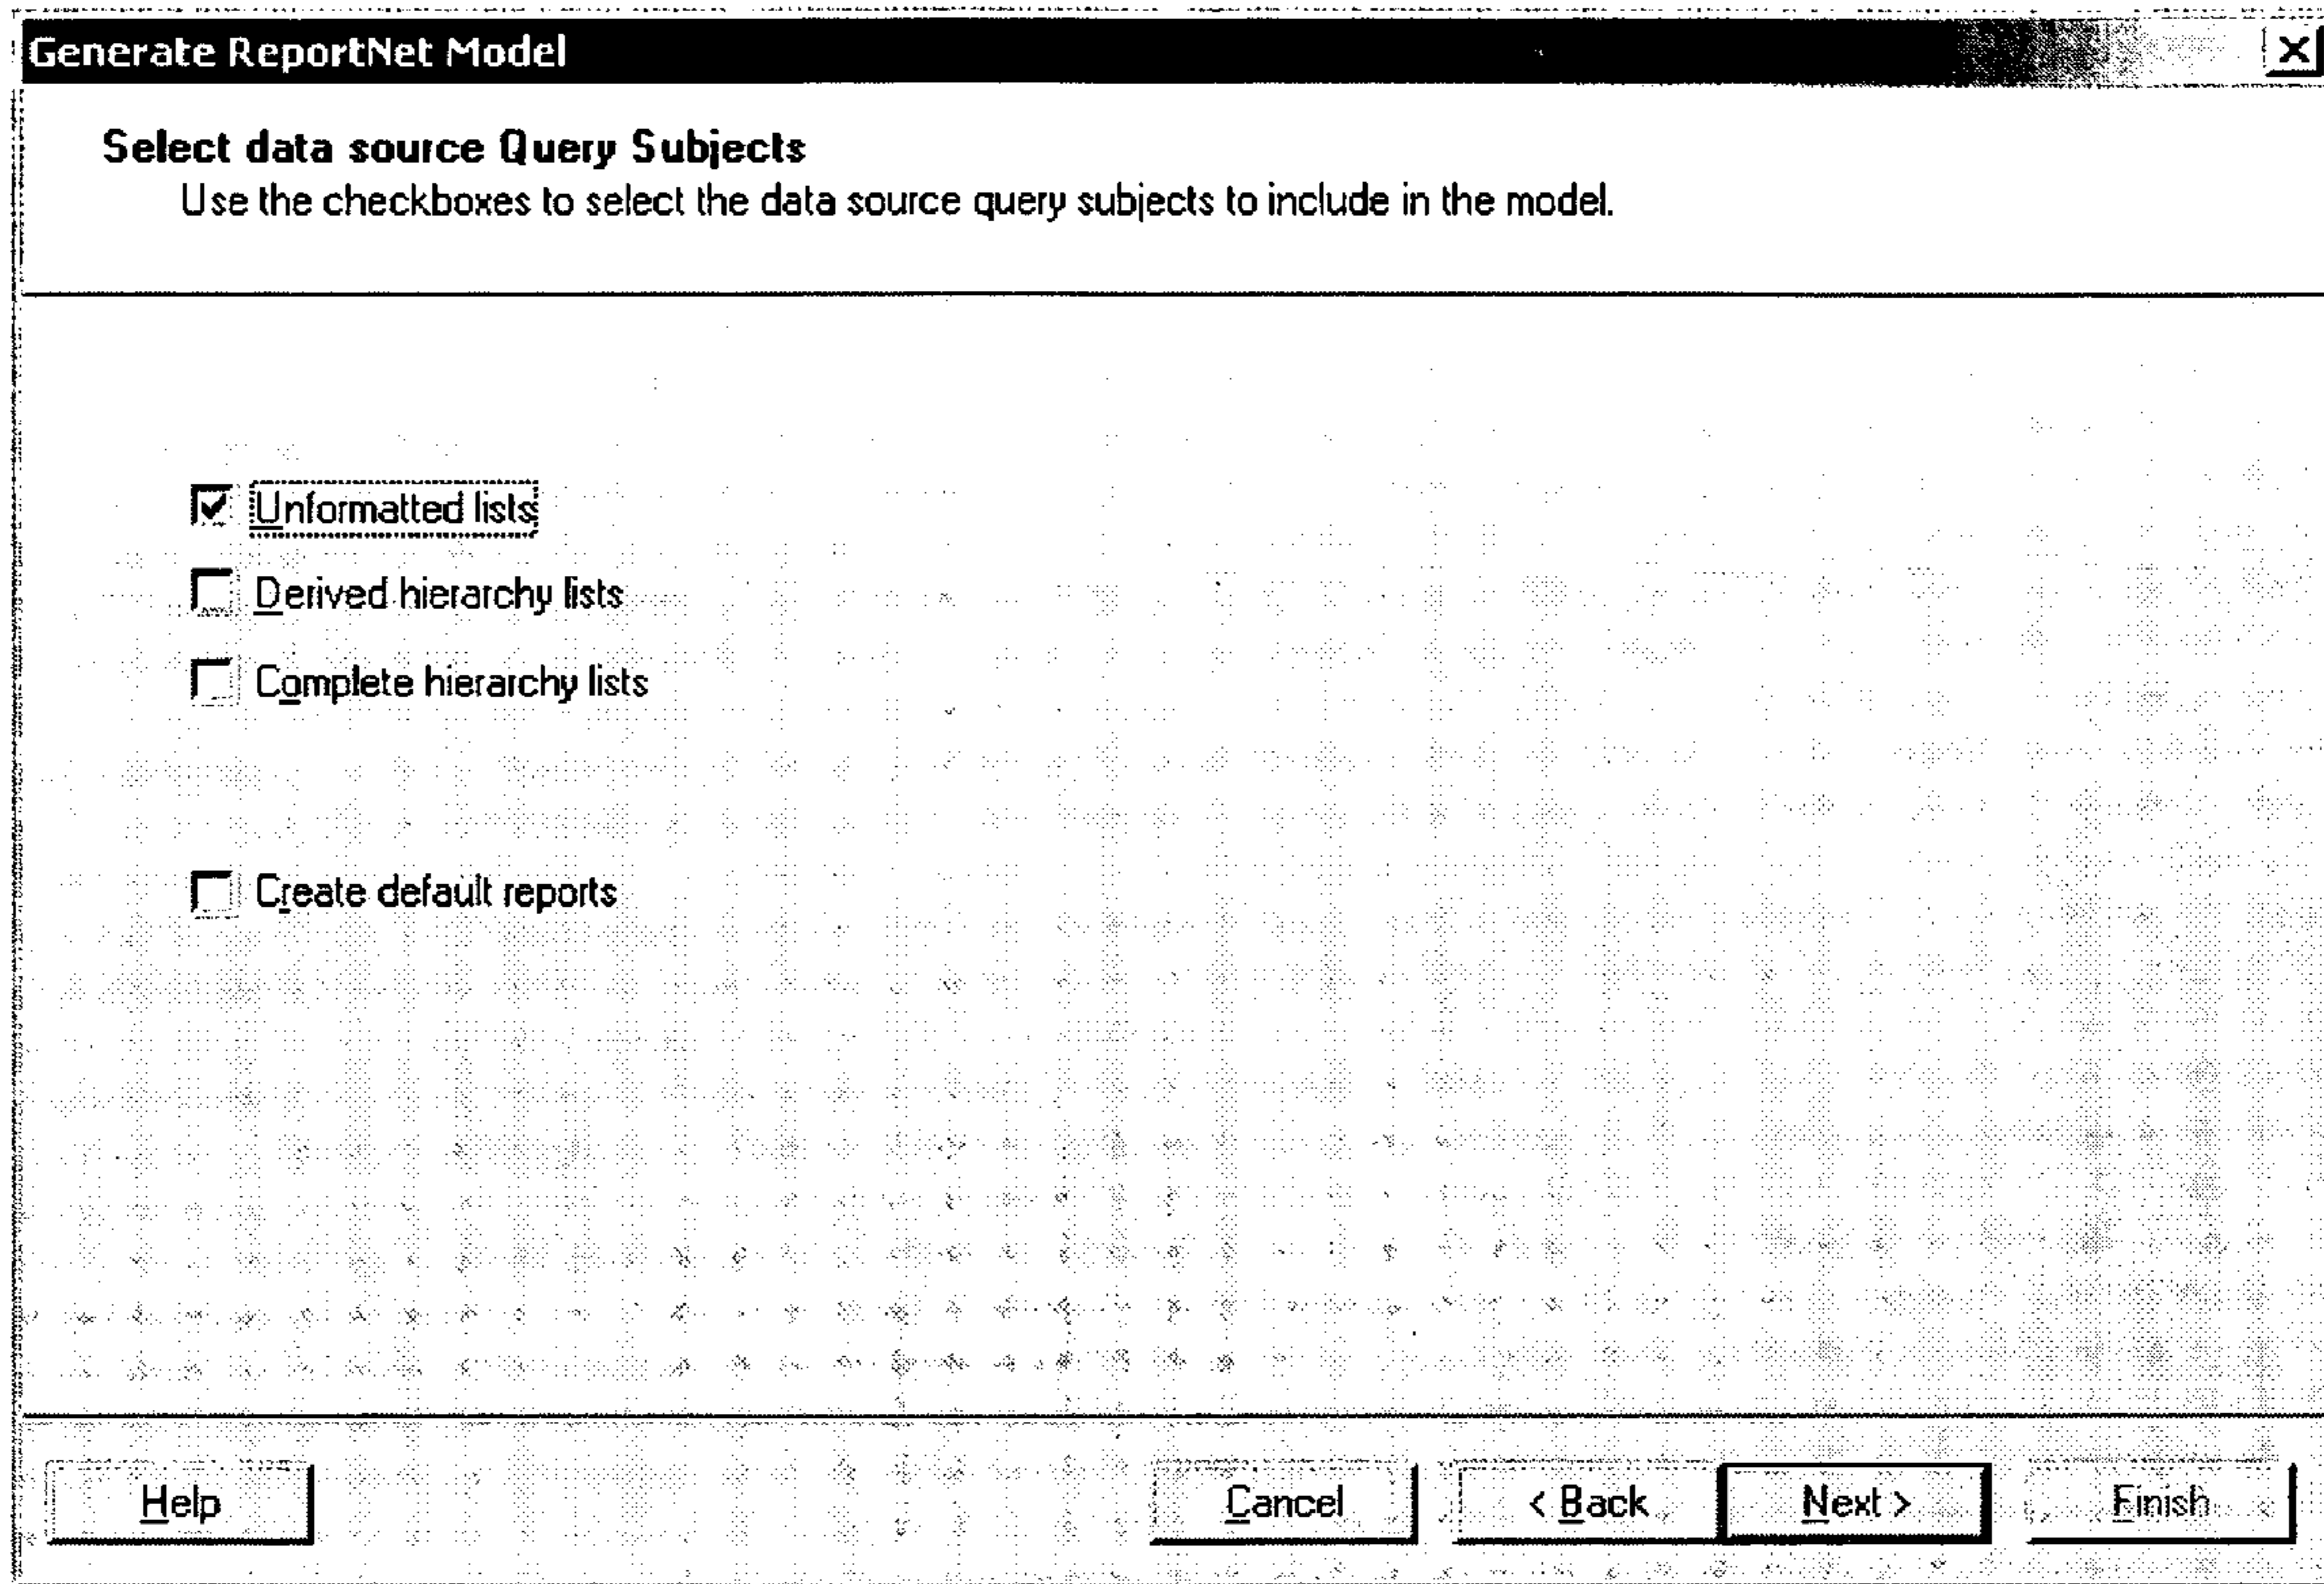 Generate ReportNet Model
Select data source Query Subjects
Use the checkboxes to select the data source query subjects to include in the model.
Unformatted lists
Derived hierarchy lists
Complete hierarchy lists
Create default reports
Help Cancel < Back Next > Finish